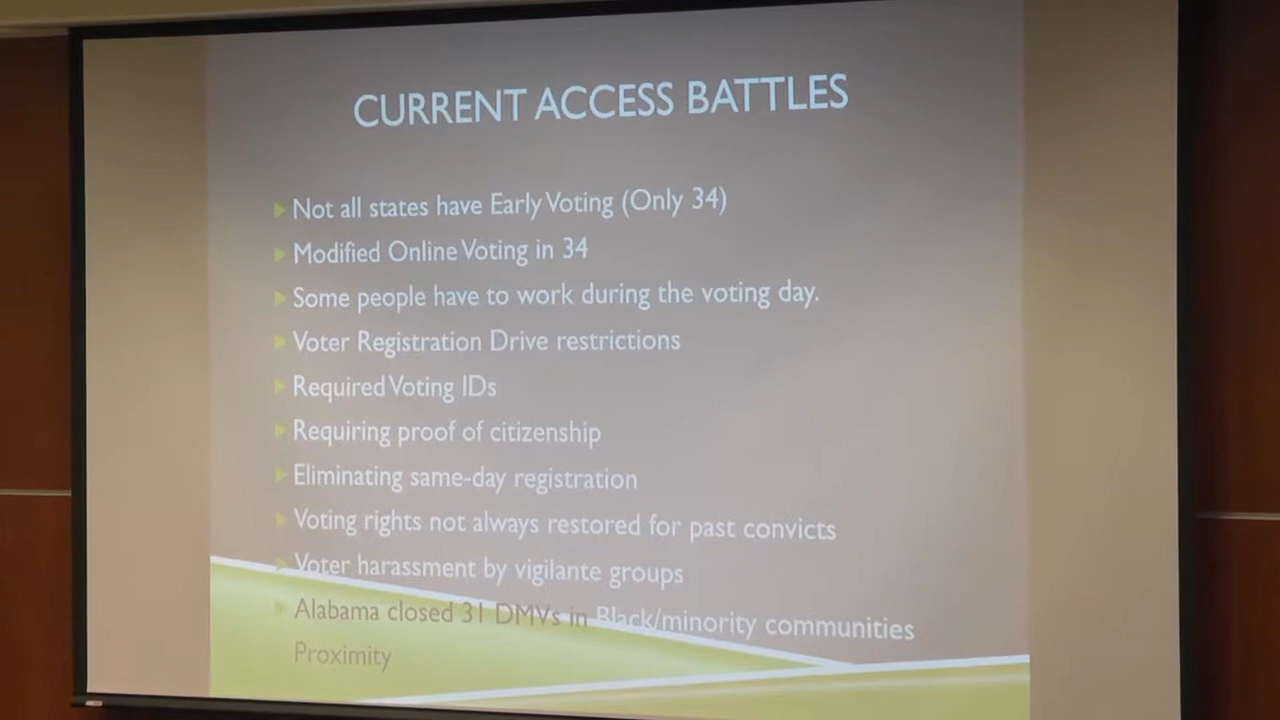 CURRENT ACCESS BATTLES
Not all states have Early Voting (Only 34)
Modified Online Voting in 34
Some people have to work during the voting day.
Voter Registration Drive restrictions
Required Voting IDs
Requiring proof of citizenship
Eliminating same-day registration
Voting rights not always restored for past convicts
Voter harassment by vigilante groups
Alabama closed 31 DMVs in Black/minority communities
Proximity